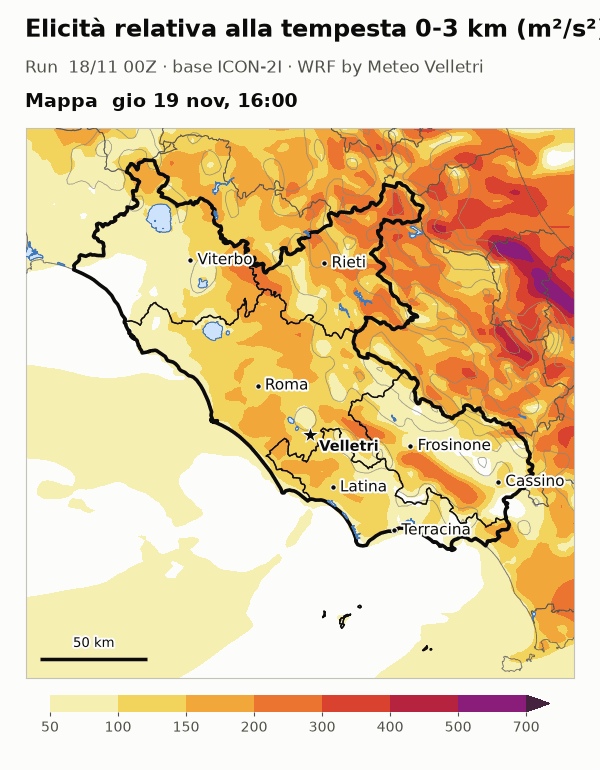 Elicità relativa alla tempesta 0-3 km (m²/s²)
Run 18/11 00Z · base ICON-2I · WRF by Meteo Velletri
Mappa gio 19 nov, 16:00
Viterbo
Rieti
Roma
Velletri
Frosinone
Cassino
Latina
Terracina
50 km
50 100 150 200 300 400 500 700